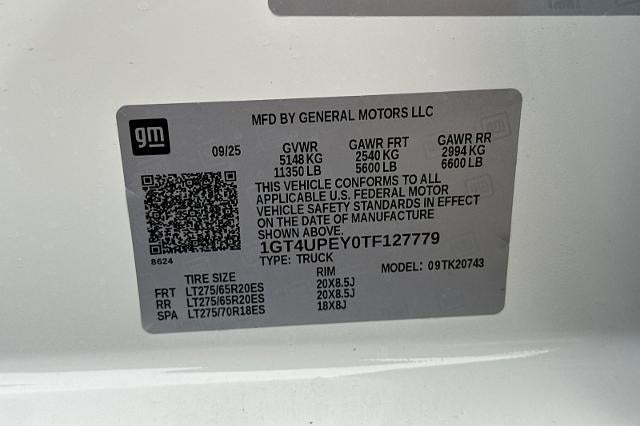 MFD BY GENERAL MOTORS LLC
gm
09/25 GVWR GAWR FRT GAWR RR
5148 KG 2540 KG 2994 KG
11350 LB 5600 LB 6600 LB
THIS VEHICLE CONFORMS TO ALL
APPLICABLE U.S. FEDERAL MOTOR
VEHICLE SAFETY STANDARDS IN EFFECT
ON THE DATE OF MANUFACTURE
SHOWN ABOVE.
8624
1GT4UPEY0TF127779
TYPE: TRUCK MODEL: 09TK20743
TIRE SIZE RIM
FRT LT275/65R20ES 20X8.5J
RR LT275/65R20ES 20X8.5J
SPA LT275/70R18ES 18X8J